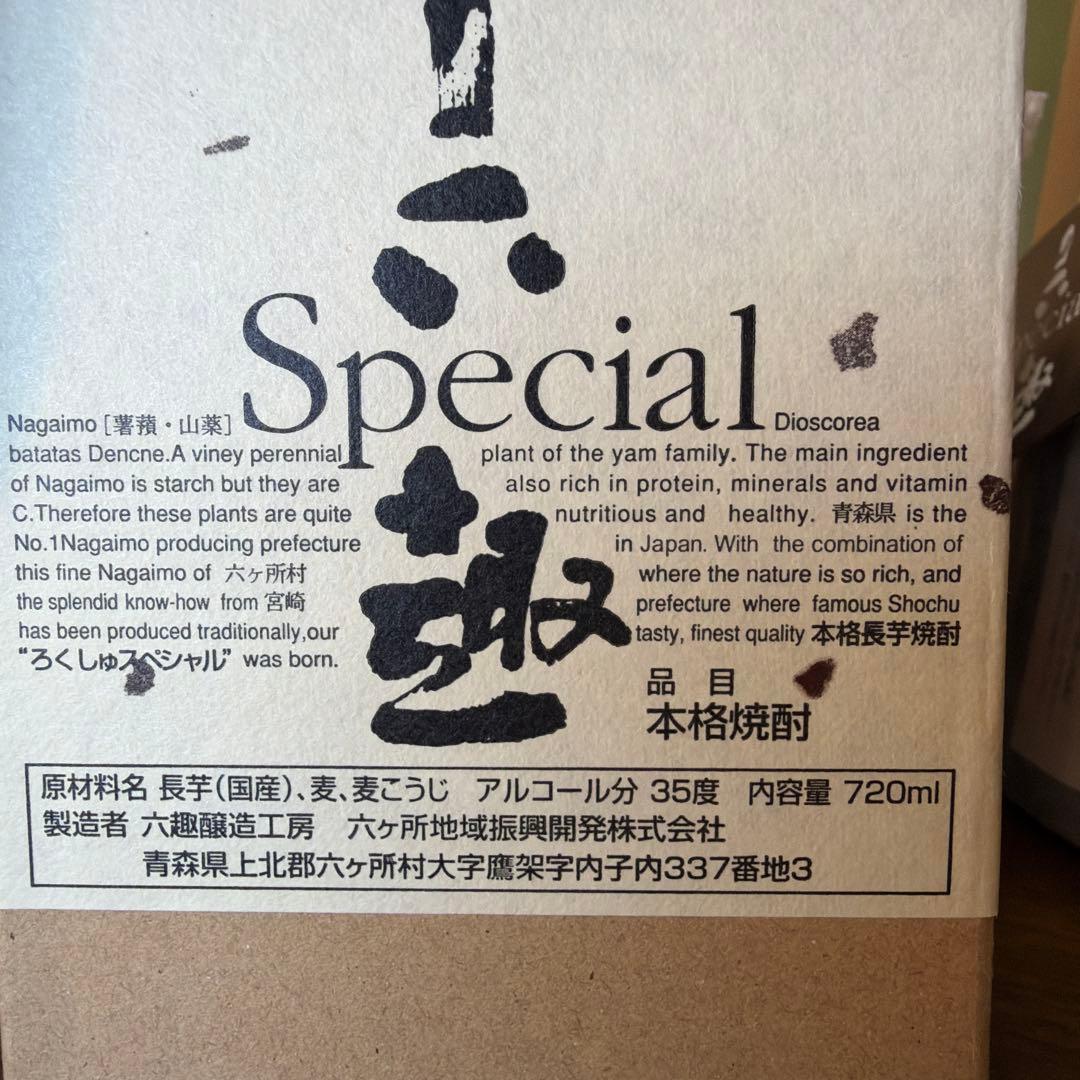 六趣
Special
Nagaimo [薯蕷・山薬] Dioscorea
batatas Dencne.A viney perennial plant of the yam family. The main ingredient
of Nagaimo is starch but they are also rich in protein, minerals and vitamin
C.Therefore these plants are quite nutritious and healthy. 青森県 is the
No.1Nagaimo producing prefecture in Japan. With the combination of
this fine Nagaimo of 六ヶ所村 where the nature is so rich, and
the splendid know-how from 宮崎 prefecture where famous Shochu
has been produced traditionally,our tasty, finest quality 本格長芋焼酎
“ろくしゅスペシャル” was born.
品目
本格焼酎
原材料名 長芋(国産)、麦、麦こうじ アルコール分 35度 内容量 720ml
製造者 六趣醸造工房 六ヶ所地域振興開発株式会社
青森県上北郡六ヶ所村大字鷹架字内子内337番地3